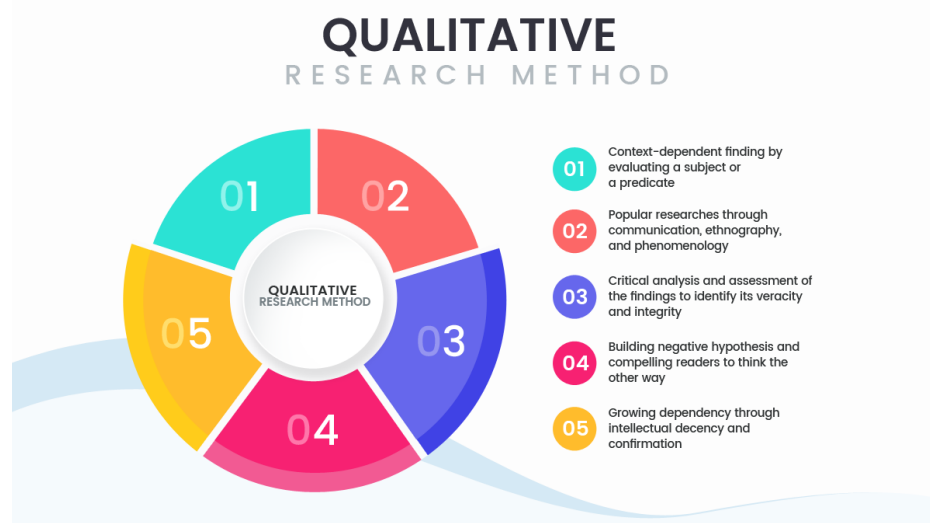 QUALITATIVE
RESEARCH METHOD
01
02
03
04
05
QUALITATIVE
RESEARCH METHOD
01
Context-dependent finding by
evaluating a subject or
a predicate
02
Popular researches through
communication, ethnography,
and phenomenology
03
Critical analysis and assessment of
the findings to identify its veracity
and integrity
04
Building negative hypothesis and
compelling readers to think the
other way
05
Growing dependency through
intellectual decency and
confirmation